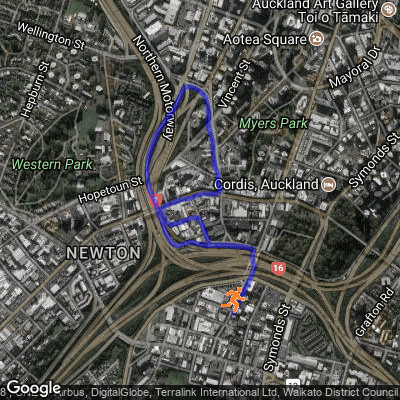 Auckland Art Gallery
Toi o Tāmaki
Wellington St
Aotea Square
Hepburn St
Northern Motorway
Vincent St
Mayoral Dr
Myers Park
Symonds St
Western Park
Hopetoun St
Cordis, Auckland
NEWTON
16
Grafton Rd
Symonds St
Google
Airbus, DigitalGlobe, Terralink International Ltd, Waikato District Council